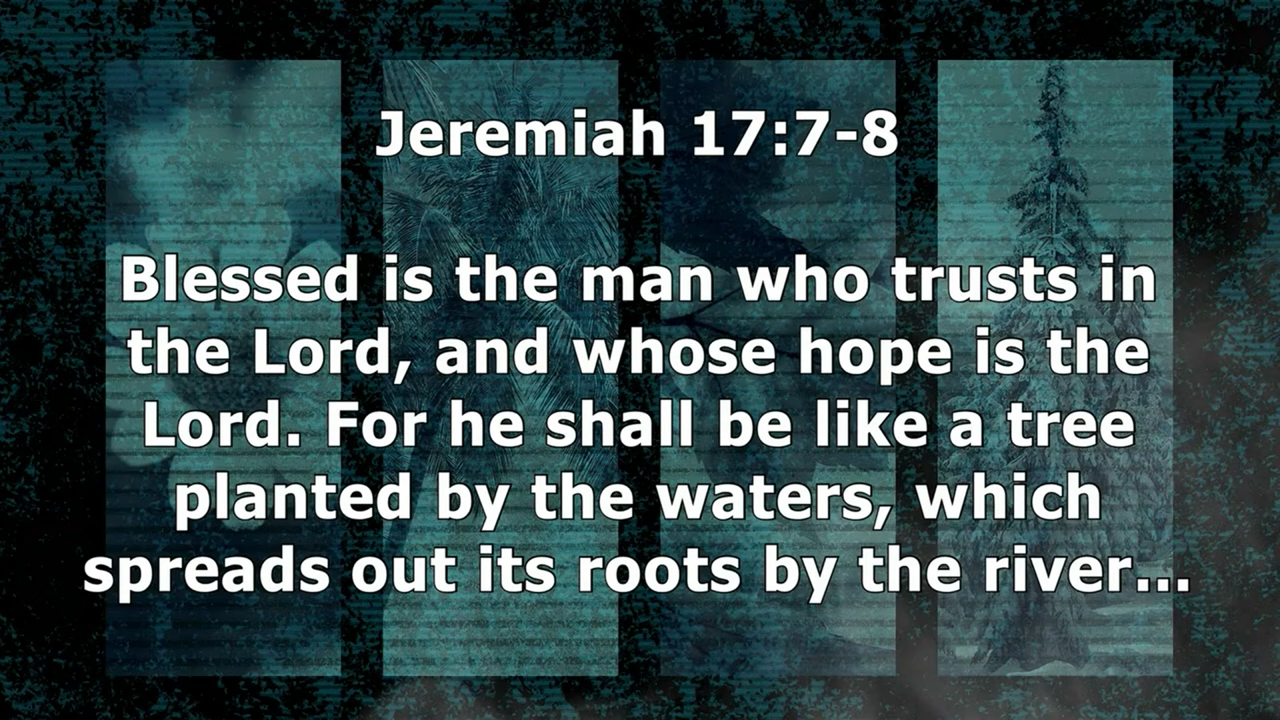 Jeremiah 17:7-8
Blessed is the man who trusts in
the Lord, and whose hope is the
Lord. For he shall be like a tree
planted by the waters, which
spreads out its roots by the river...